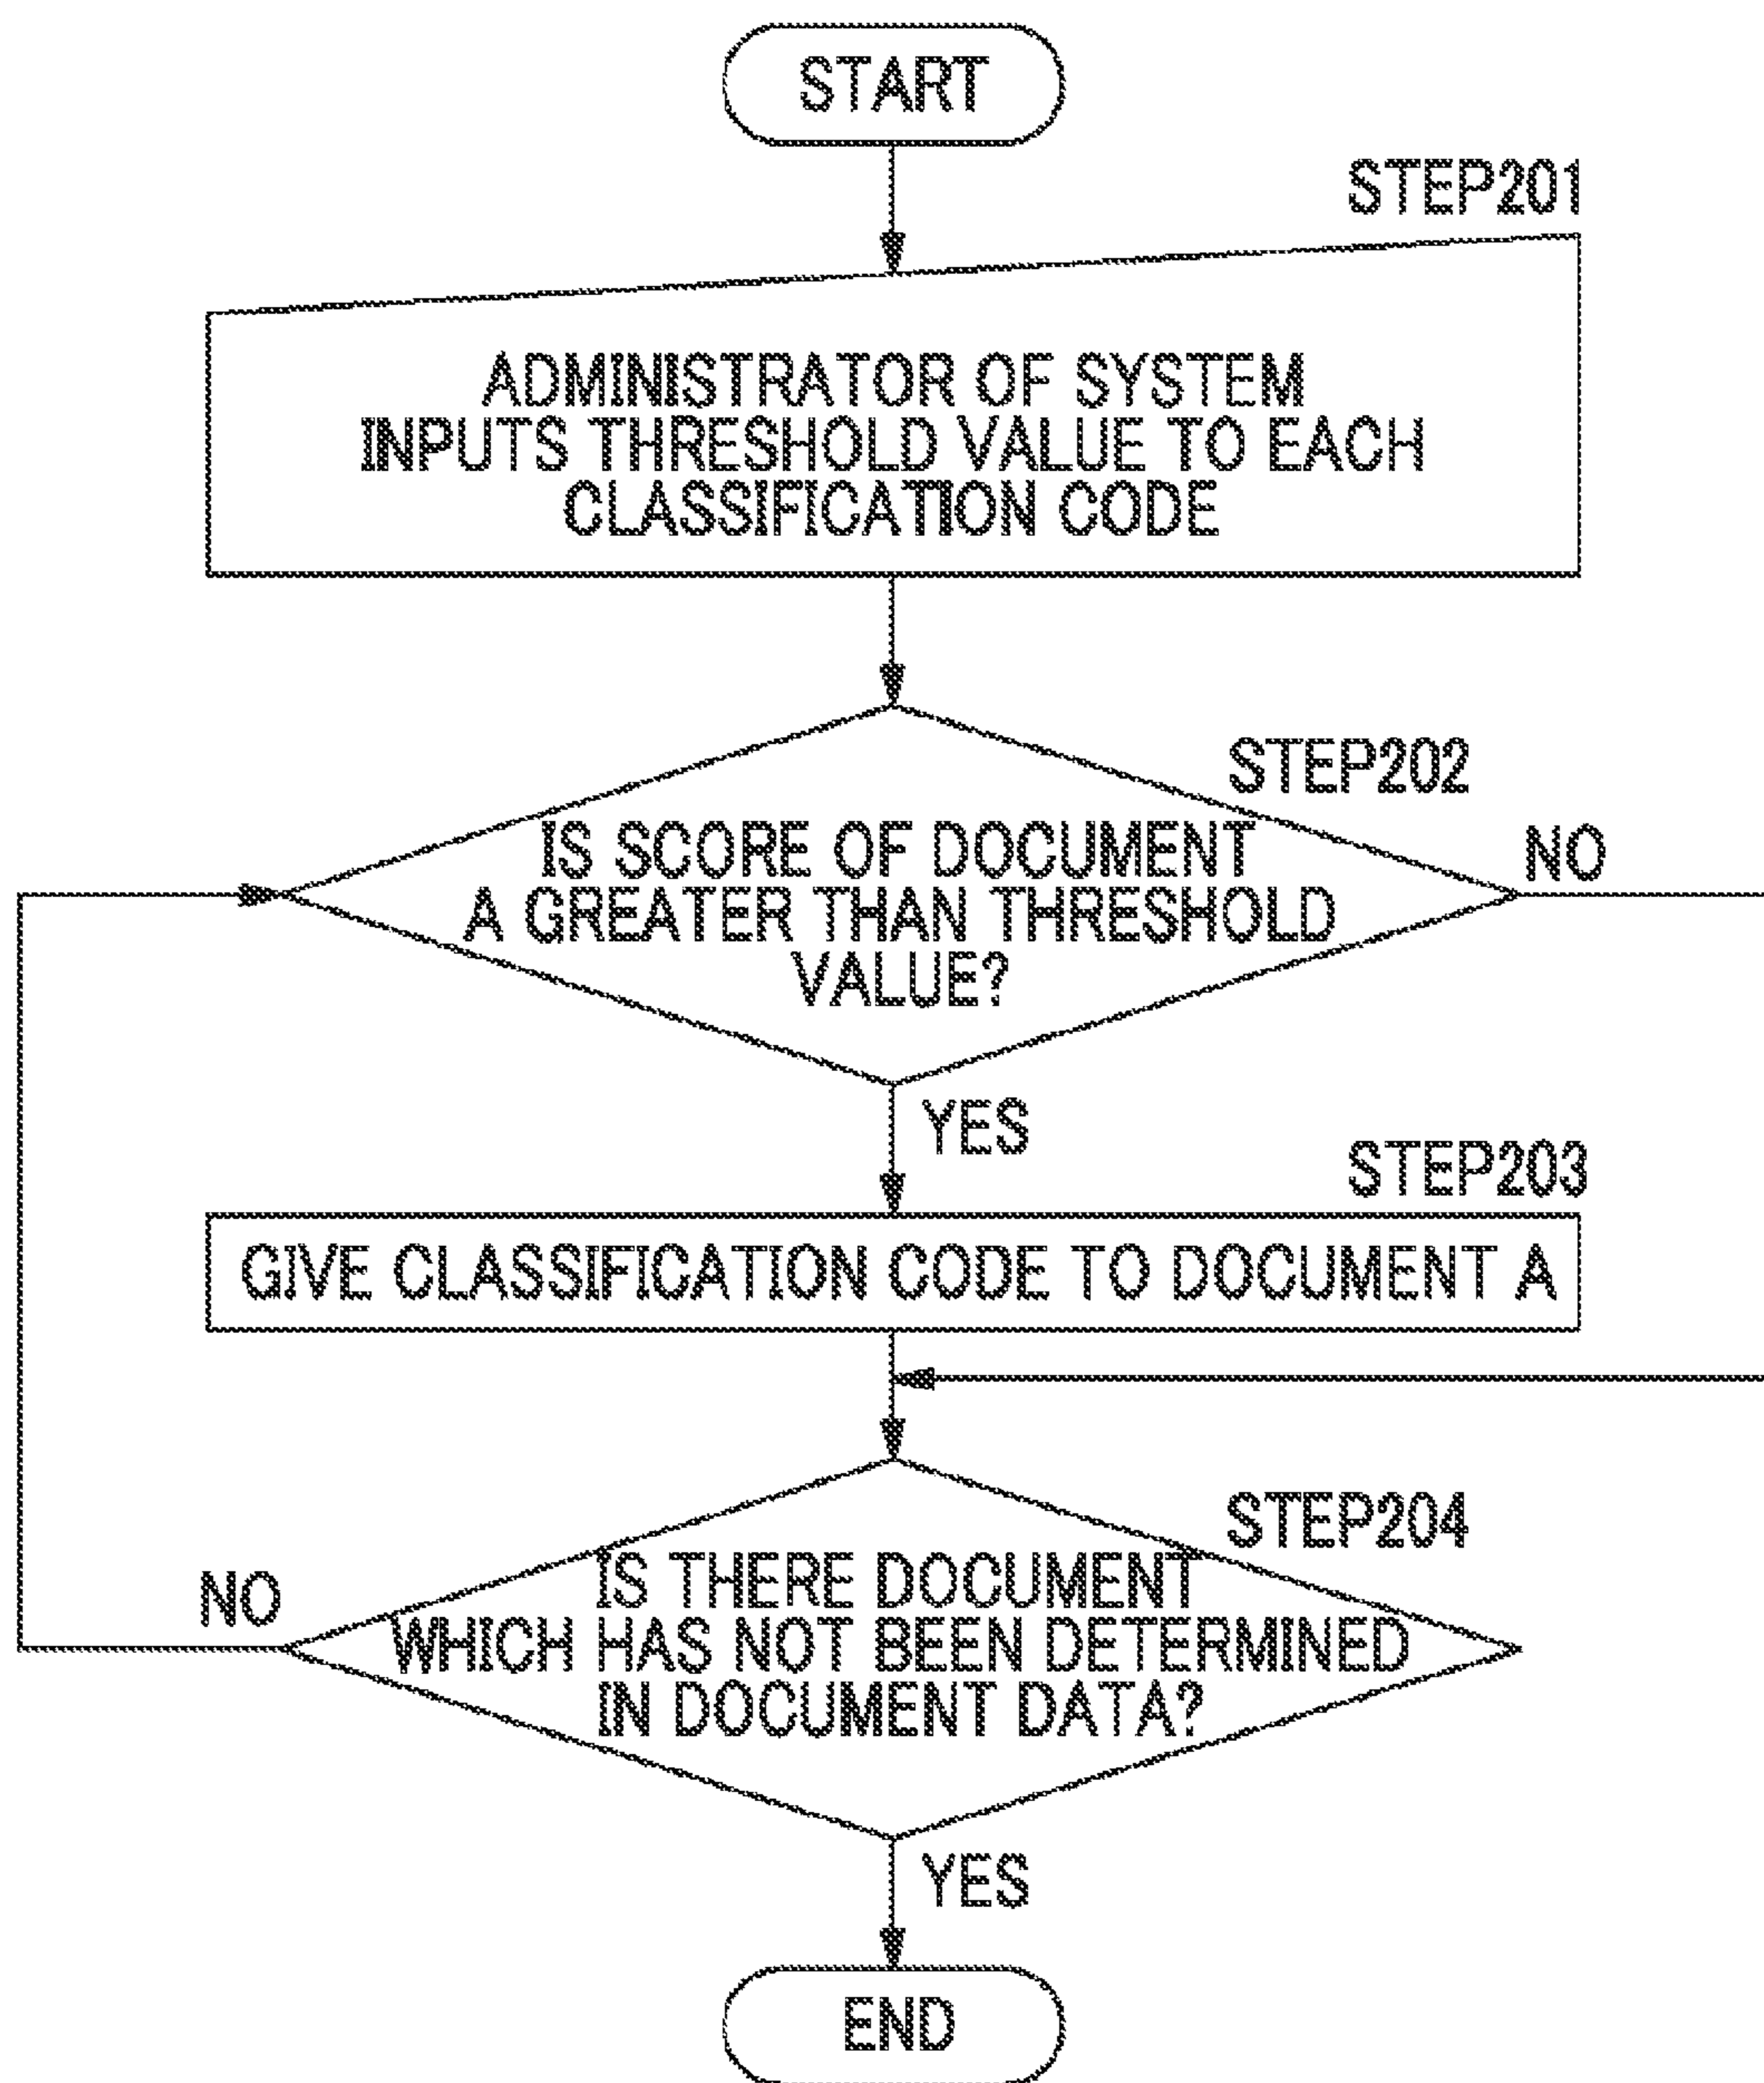 START
STEP201
ADMINISTRATOR OF SYSTEM
INPUTS THRESHOLD VALUE TO EACH
CLASSIFICATION CODE
STEP202
IS SCORE OF DOCUMENT
A GREATER THAN THRESHOLD
VALUE?
NO
YES
STEP203
GIVE CLASSIFICATION CODE TO DOCUMENT A
STEP204
IS THERE DOCUMENT
WHICH HAS NOT BEEN DETERMINED
IN DOCUMENT DATA?
NO
YES
END